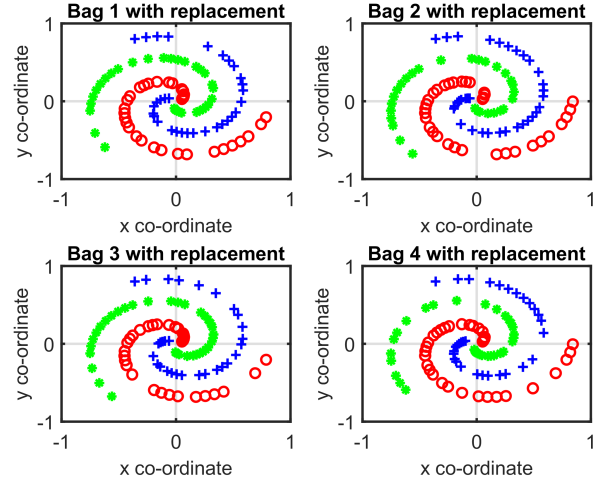 Bag 1 with replacement
1
0
-1
-1
0
1
y co-ordinate
x co-ordinate
Bag 2 with replacement
1
0
-1
-1
0
1
y co-ordinate
x co-ordinate
Bag 3 with replacement
1
0
-1
-1
0
1
y co-ordinate
x co-ordinate
Bag 4 with replacement
1
0
-1
-1
0
1
y co-ordinate
x co-ordinate